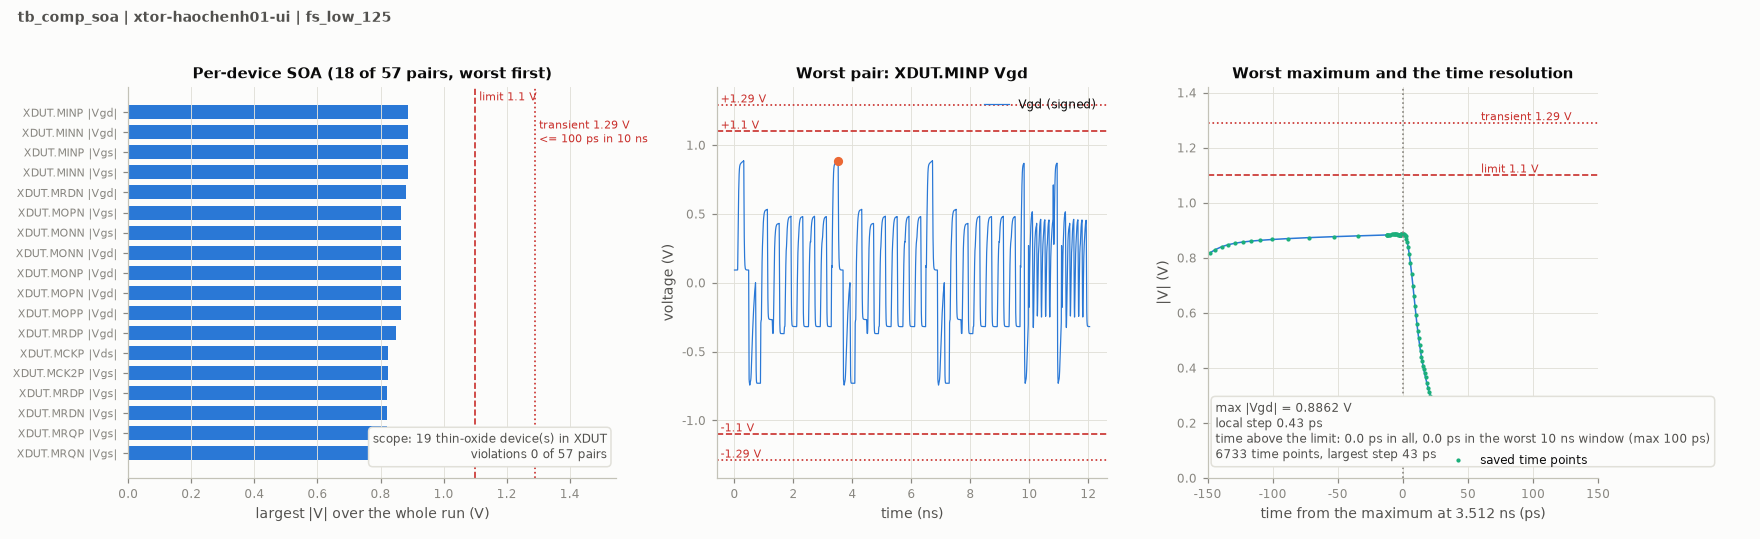 tb_comp_soa | xtor-haochenh01-ui | fs_low_125
Per-device SOA (18 of 57 pairs, worst first)
limit 1.1 V
transient 1.29 V
<= 100 ps in 10 ns
XDUT.MINP |Vgd|
XDUT.MINN |Vgd|
XDUT.MINP |Vgs|
XDUT.MINN |Vgs|
XDUT.MRDN |Vgd|
XDUT.MOPN |Vgs|
XDUT.MONN |Vgs|
XDUT.MONN |Vgd|
XDUT.MONP |Vgd|
XDUT.MOPN |Vgd|
XDUT.MOPP |Vgd|
XDUT.MRDP |Vgd|
XDUT.MCKP |Vds|
XDUT.MCK2P |Vds|
XDUT.MRDP |Vgs|
XDUT.MRDN |Vgs|
XDUT.MRQP |Vgs|
XDUT.MRQN |Vgs|
scope: 19 thin-oxide device(s) in XDUT
violations 0 of 57 pairs
0.0 0.2 0.4 0.6 0.8 1.0 1.2 1.4
largest |V| over the whole run (V)
Worst pair: XDUT.MINP Vgd
Vgd (signed)
+1.29 V
+1.1 V
-1.1 V
-1.29 V
voltage (V)
1.0
0.5
0.0
-0.5
-1.0
0 2 4 6 8 10 12
time (ns)
Worst maximum and the time resolution
transient 1.29 V
limit 1.1 V
|V| (V)
1.4
1.2
1.0
0.8
0.6
0.4
0.2
0.0
max |Vgd| = 0.8862 V
local step 0.43 ps
time above the limit: 0.0 ps in all, 0.0 ps in the worst 10 ns window (max 100 ps)
6733 time points, largest step 43 ps
saved time points
-150 -100 -50 0 50 100 150
time from the maximum at 3.512 ns (ps)